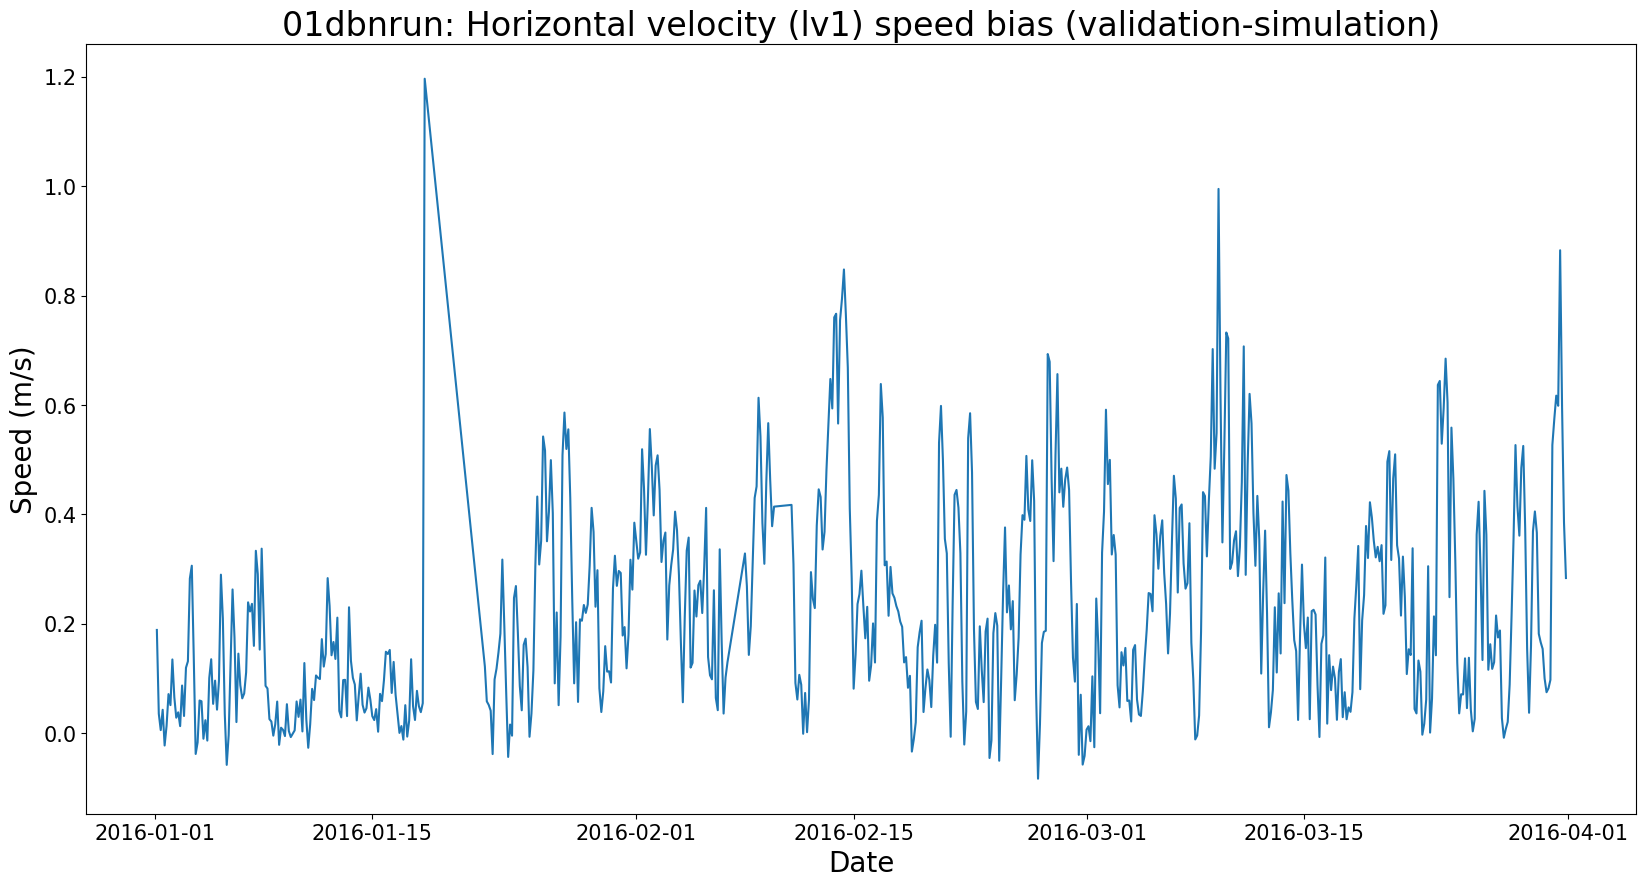 01dbnrun: Horizontal velocity (lv1) speed bias (validation-simulation)
1.2
1.0
0.8
0.6
0.4
0.2
0.0
Speed (m/s)
2016-01-01 2016-01-15 2016-02-01 2016-02-15 2016-03-01 2016-03-15 2016-04-01
Date